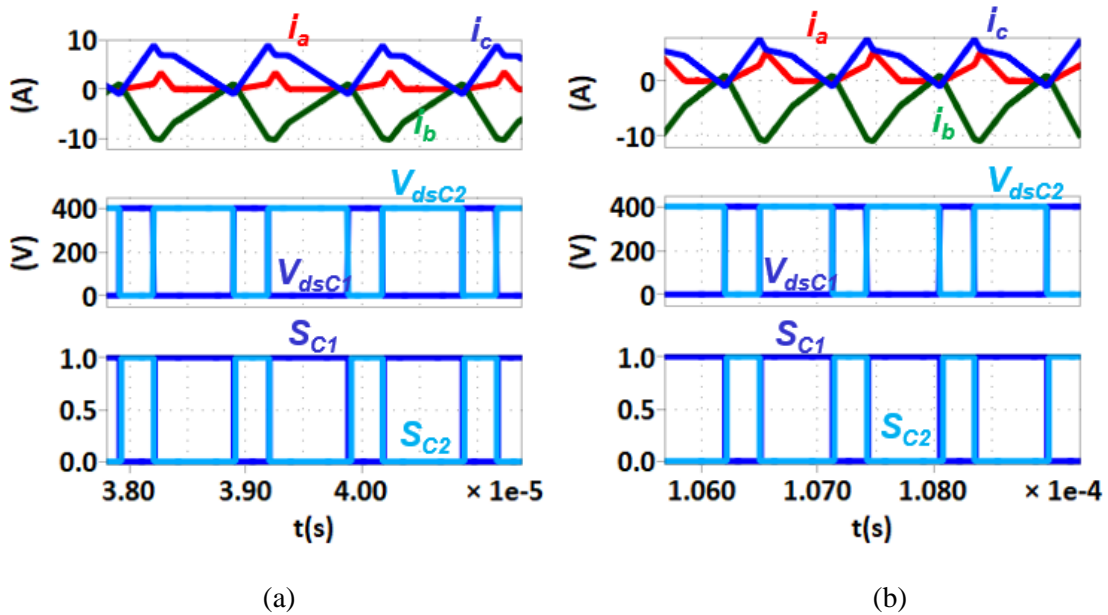 i_a i_c
10
0
-10
(A)
i_b
V_dsC2
400
200
0
(V)
V_dsC1
S_C1
1.0
0.5
0.0
S_C2
3.80 3.90 4.00 × 1e-5
t(s)
(a)
i_a i_c
0
-10
(A)
i_b
V_dsC2
400
200
0
(V)
V_dsC1
S_C1
1.0
0.5
0.0
S_C2
1.060 1.070 1.080 × 1e-4
t(s)
(b)